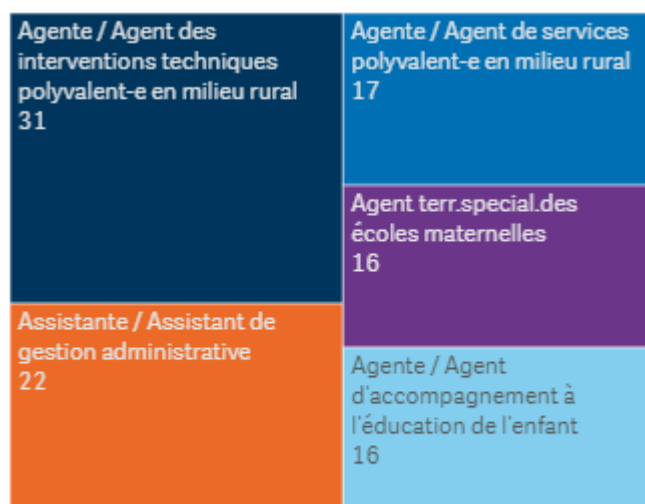 Agente / Agent des
interventions techniques
polyvalent-e en milieu rural
31
Assistante / Assistant de
gestion administrative
22
Agente / Agent de services
polyvalent-e en milieu rural
17
Agent terr.special.des
écoles maternelles
16
Agente / Agent
d'accompagnement à
l'éducation de l'enfant
16